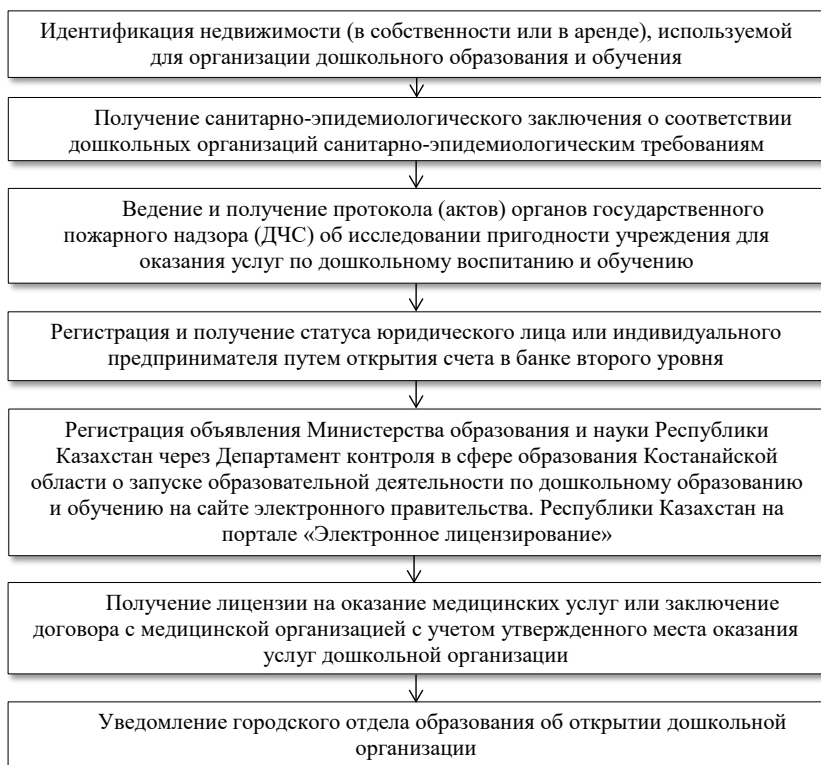 Идентификация недвижимости (в собственности или в аренде), используемой
для организации дошкольного образования и обучения
Получение санитарно-эпидемиологического заключения о соответствии
дошкольных организаций санитарно-эпидемиологическим требованиям
Ведение и получение протокола (актов) органов государственного
пожарного надзора (ДЧС) об исследовании пригодности учреждения для
оказания услуг по дошкольному воспитанию и обучению
Регистрация и получение статуса юридического лица или индивидуального
предпринимателя путем открытия счета в банке второго уровня
Регистрация объявления Министерства образования и науки Республики
Казахстан через Департамент контроля в сфере образования Костанайской
области о запуске образовательной деятельности по дошкольному образованию
и обучению на сайте электронного правительства. Республики Казахстан на
портале «Электронное лицензирование»
Получение лицензии на оказание медицинских услуг или заключение
договора с медицинской организацией с учетом утвержденного места оказания
услуг дошкольной организации
Уведомление городского отдела образования об открытии дошкольной
организации